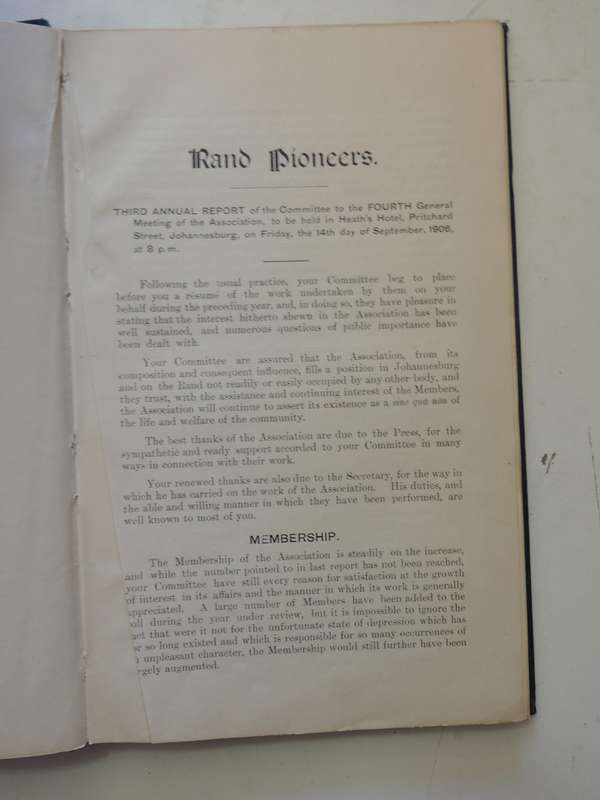 Rand Pioneers.
THIRD ANNUAL REPORT of the Committee to the FOURTH General
Meeting of the Association, to be held in Heath's Hotel, Pritchard
Street, Johannesburg, on Friday, the 14th day of September, 1906,
at 8 p.m.
Following the usual practice, your Committee beg to place
before you a résumé of the work undertaken by them on your
behalf during the preceding year, and, in doing so, they have pleasure in
stating that the interest hitherto shewn in the Association has been
well sustained, and numerous questions of public importance have
been dealt with.
Your Committee are assured that the Association, from its
composition and consequent influence, fills a position in Johannesburg
and on the Rand not readily or easily occupied by any other body, and
they trust, with the assistance and continuing interest of the Members,
the Association will continue to assert its existence as a sine qua non of
the life and welfare of the community.
The best thanks of the Association are due to the Press, for the
sympathetic and ready support accorded to your Committee in many
ways in connection with their work.
Your renewed thanks are also due to the Secretary, for the way in
which he has carried on the work of the Association. His duties, and
the able and willing manner in which they have been performed, are
well known to most of you.
MEMBERSHIP.
The Membership of the Association is steadily on the increase,
and while the number pointed to in last report has not been reached,
your Committee have still every reason for satisfaction at the growth
of interest in its affairs and the manner in which its work is generally
appreciated. A large number of Members have been added to the
oll during the year under review, but it is impossible to ignore the
act that were it not for the unfortunate state of depression which has
or so long existed and which is responsible for so many occurrences of
unpleasant character, the Membership would still further have been
rgely augmented.